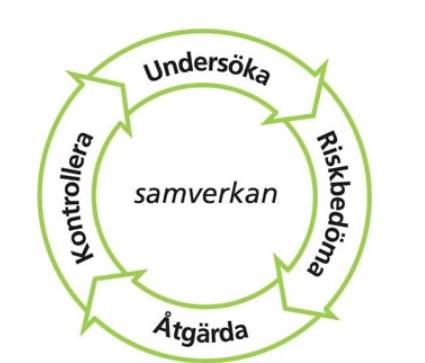 Undersöka
Riskbedöma
Åtgärda
Kontrollera
samverkan